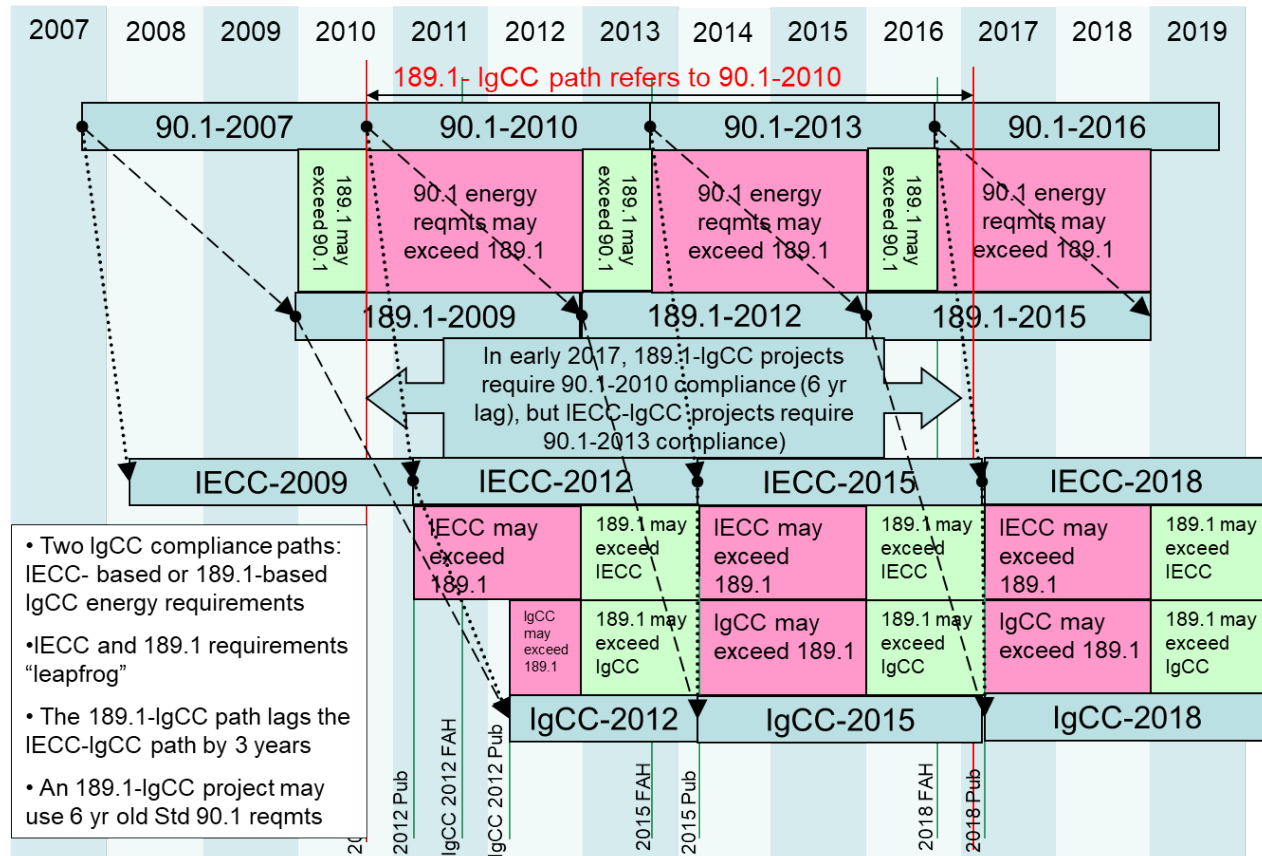 2007 2008 2009 2010 2011 2012 2013 2014 2015 2016 2017 2018 2019
189.1- IgCC path refers to 90.1-2010
90.1-2007 90.1-2010 90.1-2013 90.1-2016
189.1 may
exceed 90.1
90.1 energy
reqmts may
exceed 189.1
189.1 may
exceed 90.1
90.1 energy
reqmts may
exceed 189.1
189.1 may
exceed 90.1
90.1 energy
reqmts may
exceed 189.1
189.1-2009 189.1-2012 189.1-2015
In early 2017, 189.1-IgCC projects
require 90.1-2010 compliance (6 yr
lag), but IECC-IgCC projects require
90.1-2013 compliance)
IECC-2009 IECC-2012 IECC-2015 IECC-2018
IECC may
exceed
189.1
189.1 may
exceed
IECC
IECC may
exceed
189.1
189.1 may
exceed
IECC
IECC may
exceed
189.1
189.1 may
exceed
IECC
IgCC
may
exceed
189.1
189.1 may
exceed
IgCC
IgCC may
exceed 189.1
189.1 may
exceed
IgCC
IgCC may
exceed 189.1
189.1 may
exceed
IgCC
IgCC-2012 IgCC-2015 IgCC-2018
• Two IgCC compliance paths:
IECC- based or 189.1-based
IgCC energy requirements
•IECC and 189.1 requirements
“leapfrog”
• The 189.1-IgCC path lags the
IECC-IgCC path by 3 years
• An 189.1-IgCC project may
use 6 yr old Std 90.1 reqmts
2012 Pub
IgCC 2012 FAH
IgCC 2012 Pub
2015 FAH
2015 Pub
2018 FAH
2018 Pub